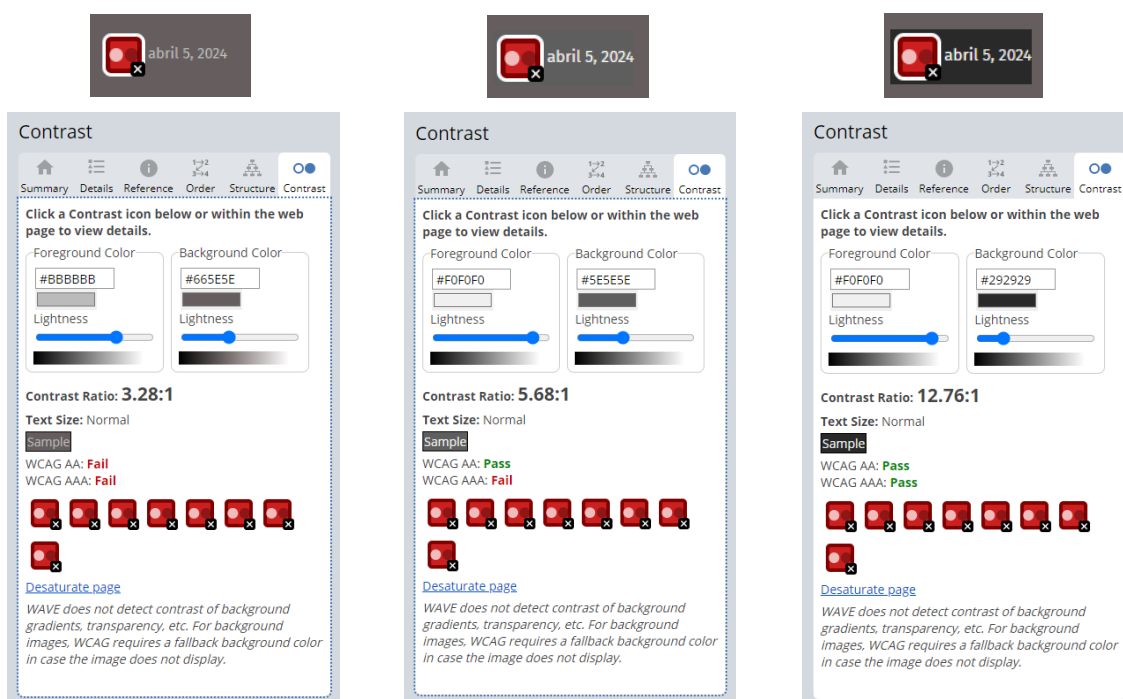 abril 5, 2024
Contrast
Summary Details Reference Order Structure Contrast
Click a Contrast icon below or within the web
page to view details.
Foreground Color Background Color
#BBBBBB #665E5E
Lightness Lightness
Contrast Ratio: 3.28:1
Text Size: Normal
Sample
WCAG AA: Fail
WCAG AAA: Fail
Desaturate page
WAVE does not detect contrast of background
gradients, transparency, etc. For background
images, WCAG requires a fallback background color
in case the image does not display.
abril 5, 2024
Contrast
Summary Details Reference Order Structure Contrast
Click a Contrast icon below or within the web
page to view details.
Foreground Color Background Color
#F0F0F0 #5E5E5E
Lightness Lightness
Contrast Ratio: 5.68:1
Text Size: Normal
Sample
WCAG AA: Pass
WCAG AAA: Fail
Desaturate page
WAVE does not detect contrast of background
gradients, transparency, etc. For background
images, WCAG requires a fallback background color
in case the image does not display.
abril 5, 2024
Contrast
Summary Details Reference Order Structure Contrast
Click a Contrast icon below or within the web
page to view details.
Foreground Color Background Color
#F0F0F0 #292929
Lightness Lightness
Contrast Ratio: 12.76:1
Text Size: Normal
Sample
WCAG AA: Pass
WCAG AAA: Pass
Desaturate page
WAVE does not detect contrast of background
gradients, transparency, etc. For background
images, WCAG requires a fallback background color
in case the image does not display.